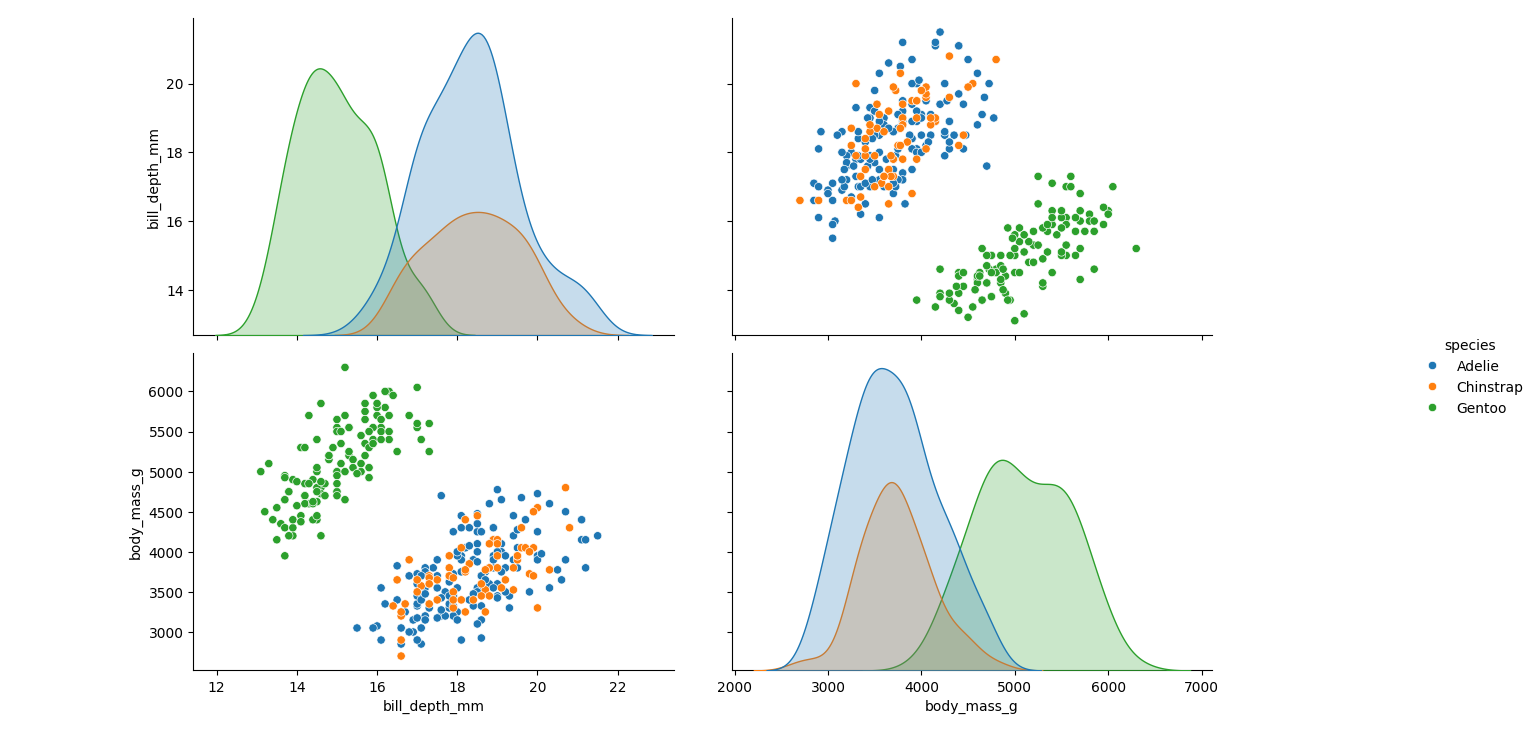 bill_depth_mm
20
18
16
14
body_mass_g
6000
5500
5000
4500
4000
3500
3000
12 14 16 18 20 22
bill_depth_mm
2000 3000 4000 5000 6000 7000
body_mass_g
species
Adelie
Chinstrap
Gentoo